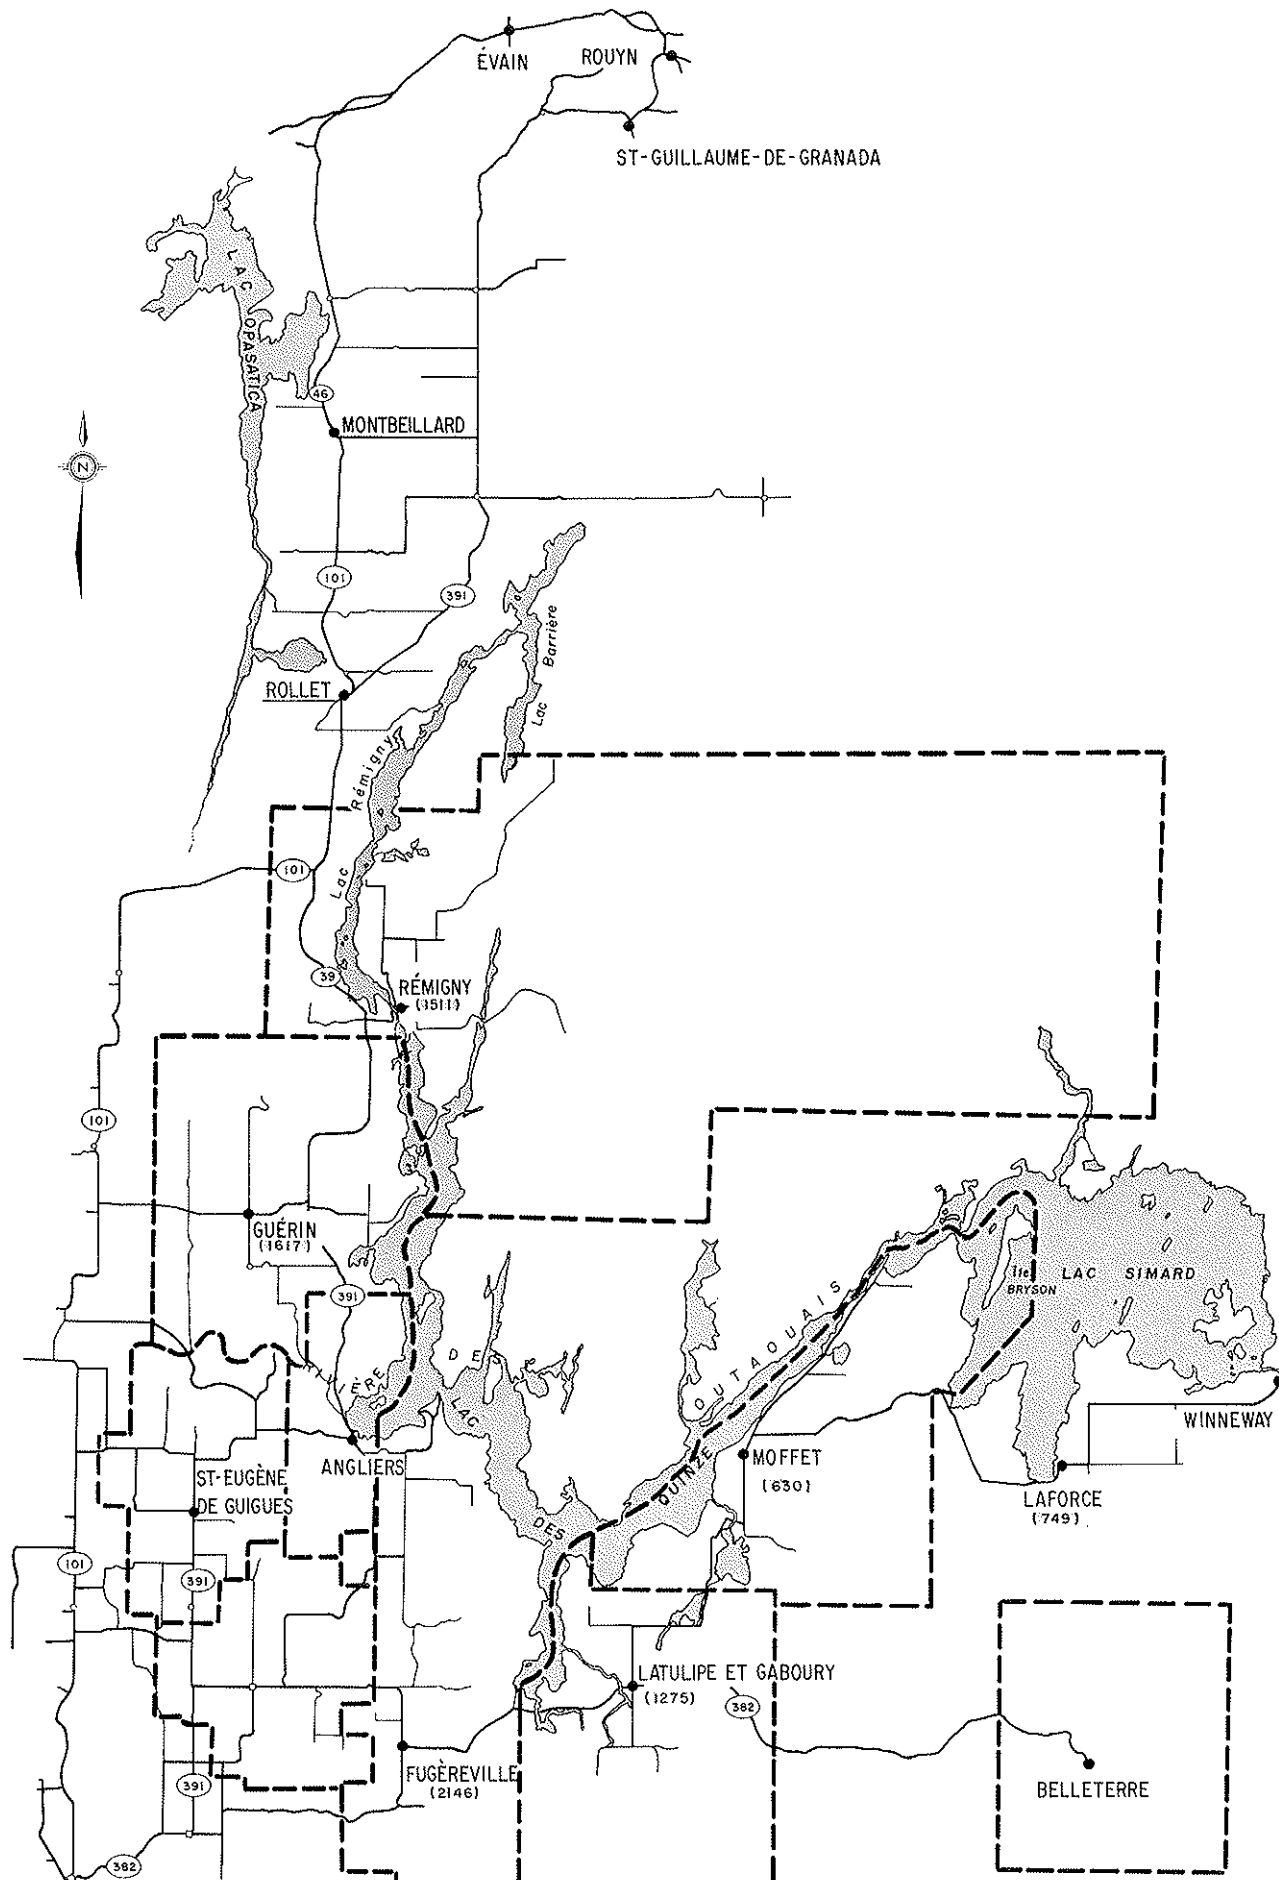 ÉVAIN
ROUYN
ST-GUILLAUME-DE-GRANADA
LAC
OPASATICA
46
MONTBEILLARD
N
101
391
Lac Barrière
ROLLET
Lac Rémigny
101
39
RÉMIGNY
(1511)
101
GUÉRIN
(1617)
391
Île
BRYSON
LAC SIMARD
OUTAOUAIS
RIVIÈRE DE
LAC
DES
QUINZE
WINNEWAY
ANGLIERS
MOFFET
(630)
ST-EUGÈNE
DE GUIGUES
LAFORCE
(749)
101
391
LATULIPE ET GABOURY
(1275)
382
FUGÈREVILLE
(2146)
391
BELLETERRE
382